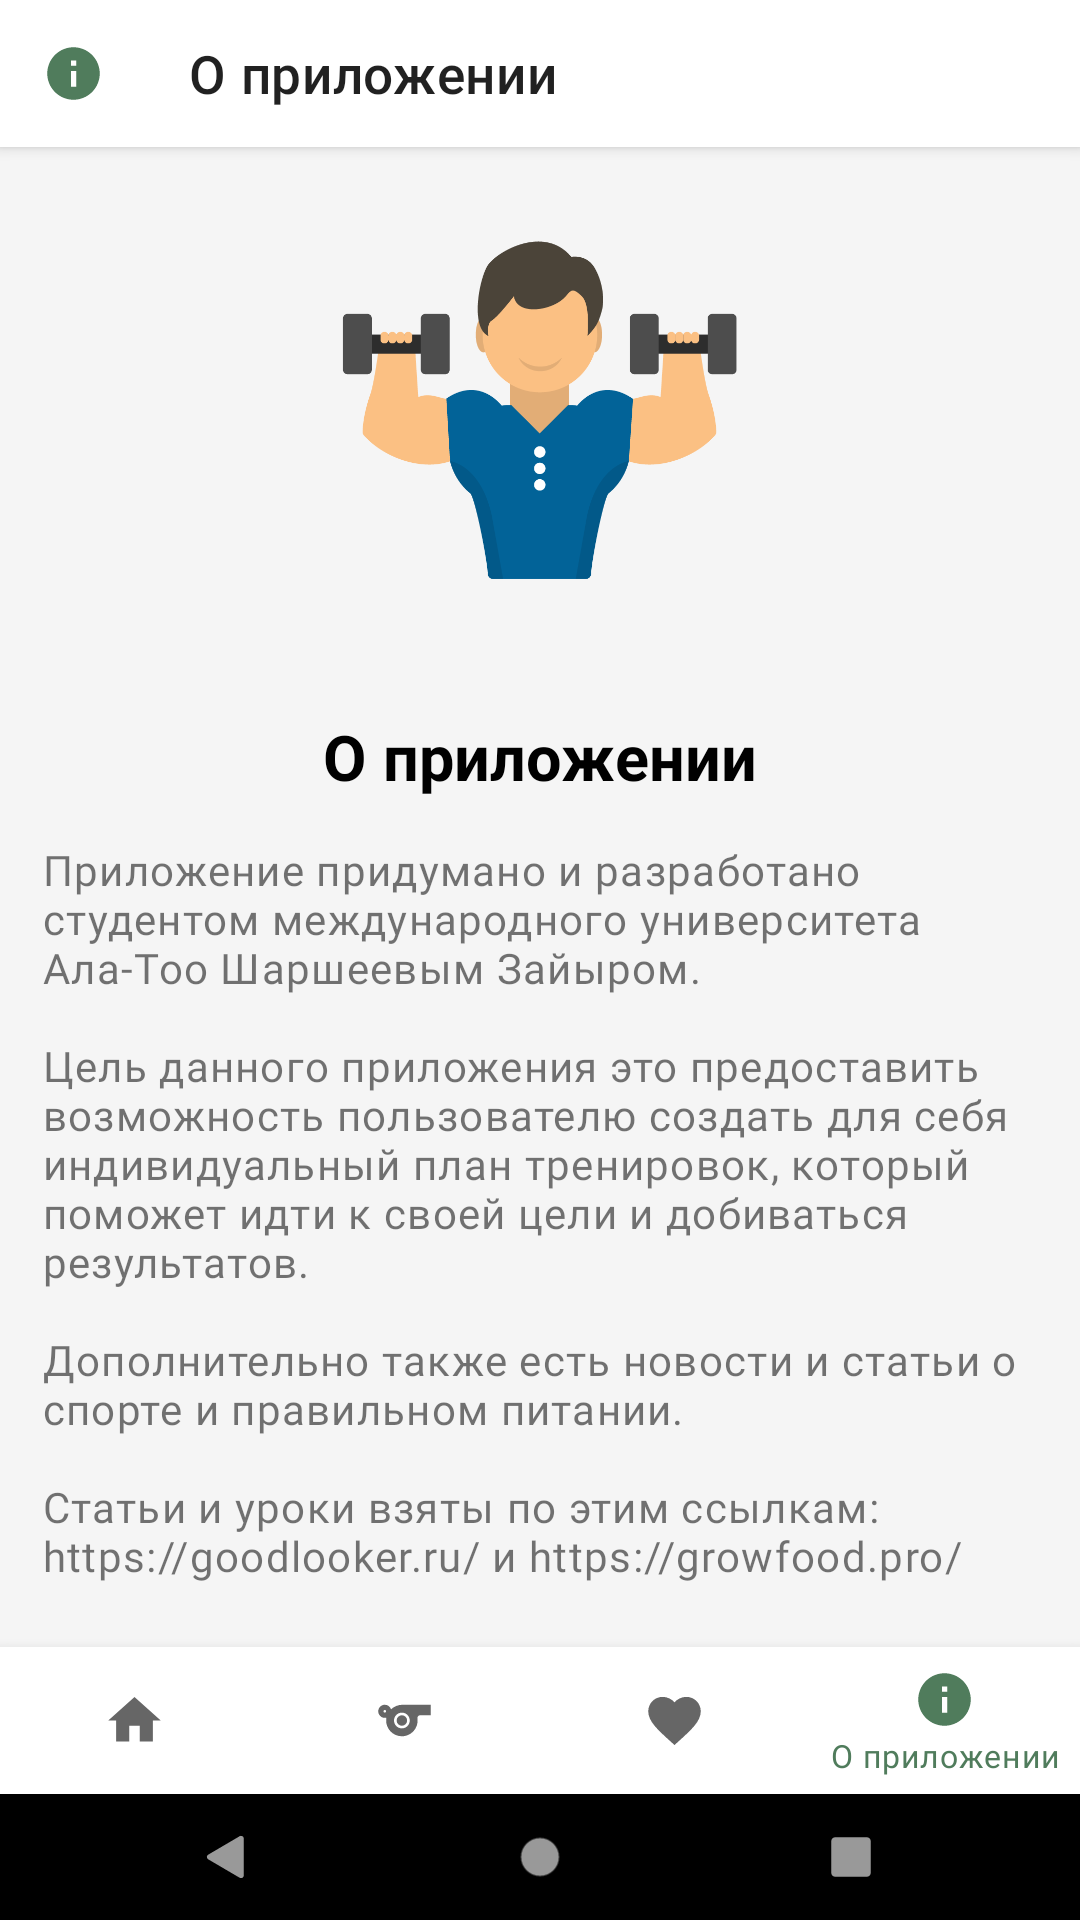 О приложении
О приложении
Приложение придумано и разработано
студентом международного университета
Ала-Тоо Шаршеевым Зайыром.
Цель данного приложения это предоставить
возможность пользователю создать для себя
индивидуальный план тренировок, который
поможет идти к своей цели и добиваться
результатов.
Дополнительно также есть новости и статьи о
спорте и правильном питании.
Статьи и уроки взяты по этим ссылкам:
https://goodlooker.ru/ и https://growfood.pro/
О приложении